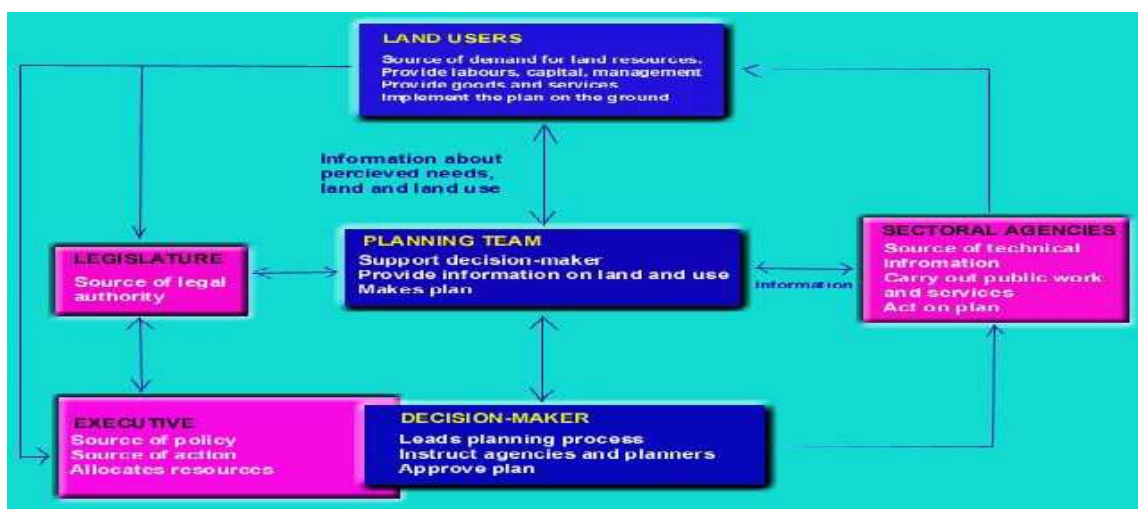 LAND USERS
Source of demand for land resources.
Provide labours, capital, management
Provide goods and services
Implement the plan on the ground
Information about
percieved needs,
land and land use
PLANNING TEAM
Support decision-maker
Provide information on land and use
Makes plan
LEGISLATURE
Source of legal
authority
SECTORAL AGENCIES
Source of technical
Infromation
Carry out public work
and services
Act on plan
Information
EXECUTIVE
Source of policy
Source of action
Allocates resources
DECISION-MAKER
Leads planning process
Instruct agencies and planners
Approve plan